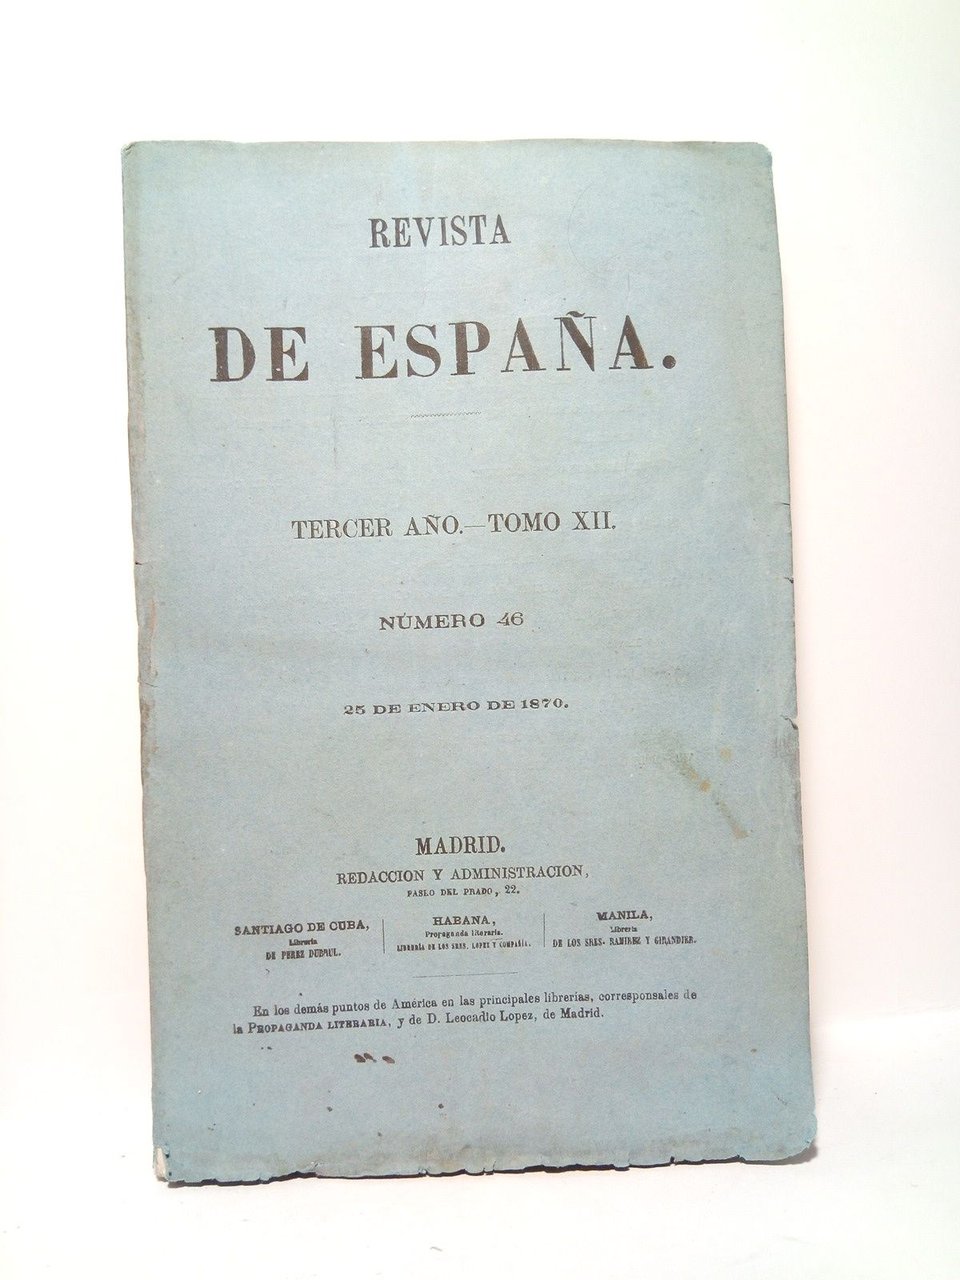 REVISTA
DE ESPAÑA.
TERCER AÑO.—TOMO XII.
NÚMERO 46
25 DE ENERO DE 1870.
MADRID.
REDACCION Y ADMINISTRACION,
PASEO DEL PRADO, 22.
SANTIAGO DE CUBA,
Librería
DE PEREZ DUBRUL.
HABANA,
Propaganda literaria.
LIBRERÍA DE LOS SRES. LOPEZ Y COMPAÑÍA.
MANILA,
Librería
DE LOS SRES. RAMIREZ Y GIRAUDIER.
En los demás puntos de América en las principales librerías, corresponsales de
la PROPAGANDA LITERARIA, y de D. Leocadio Lopez, de Madrid.